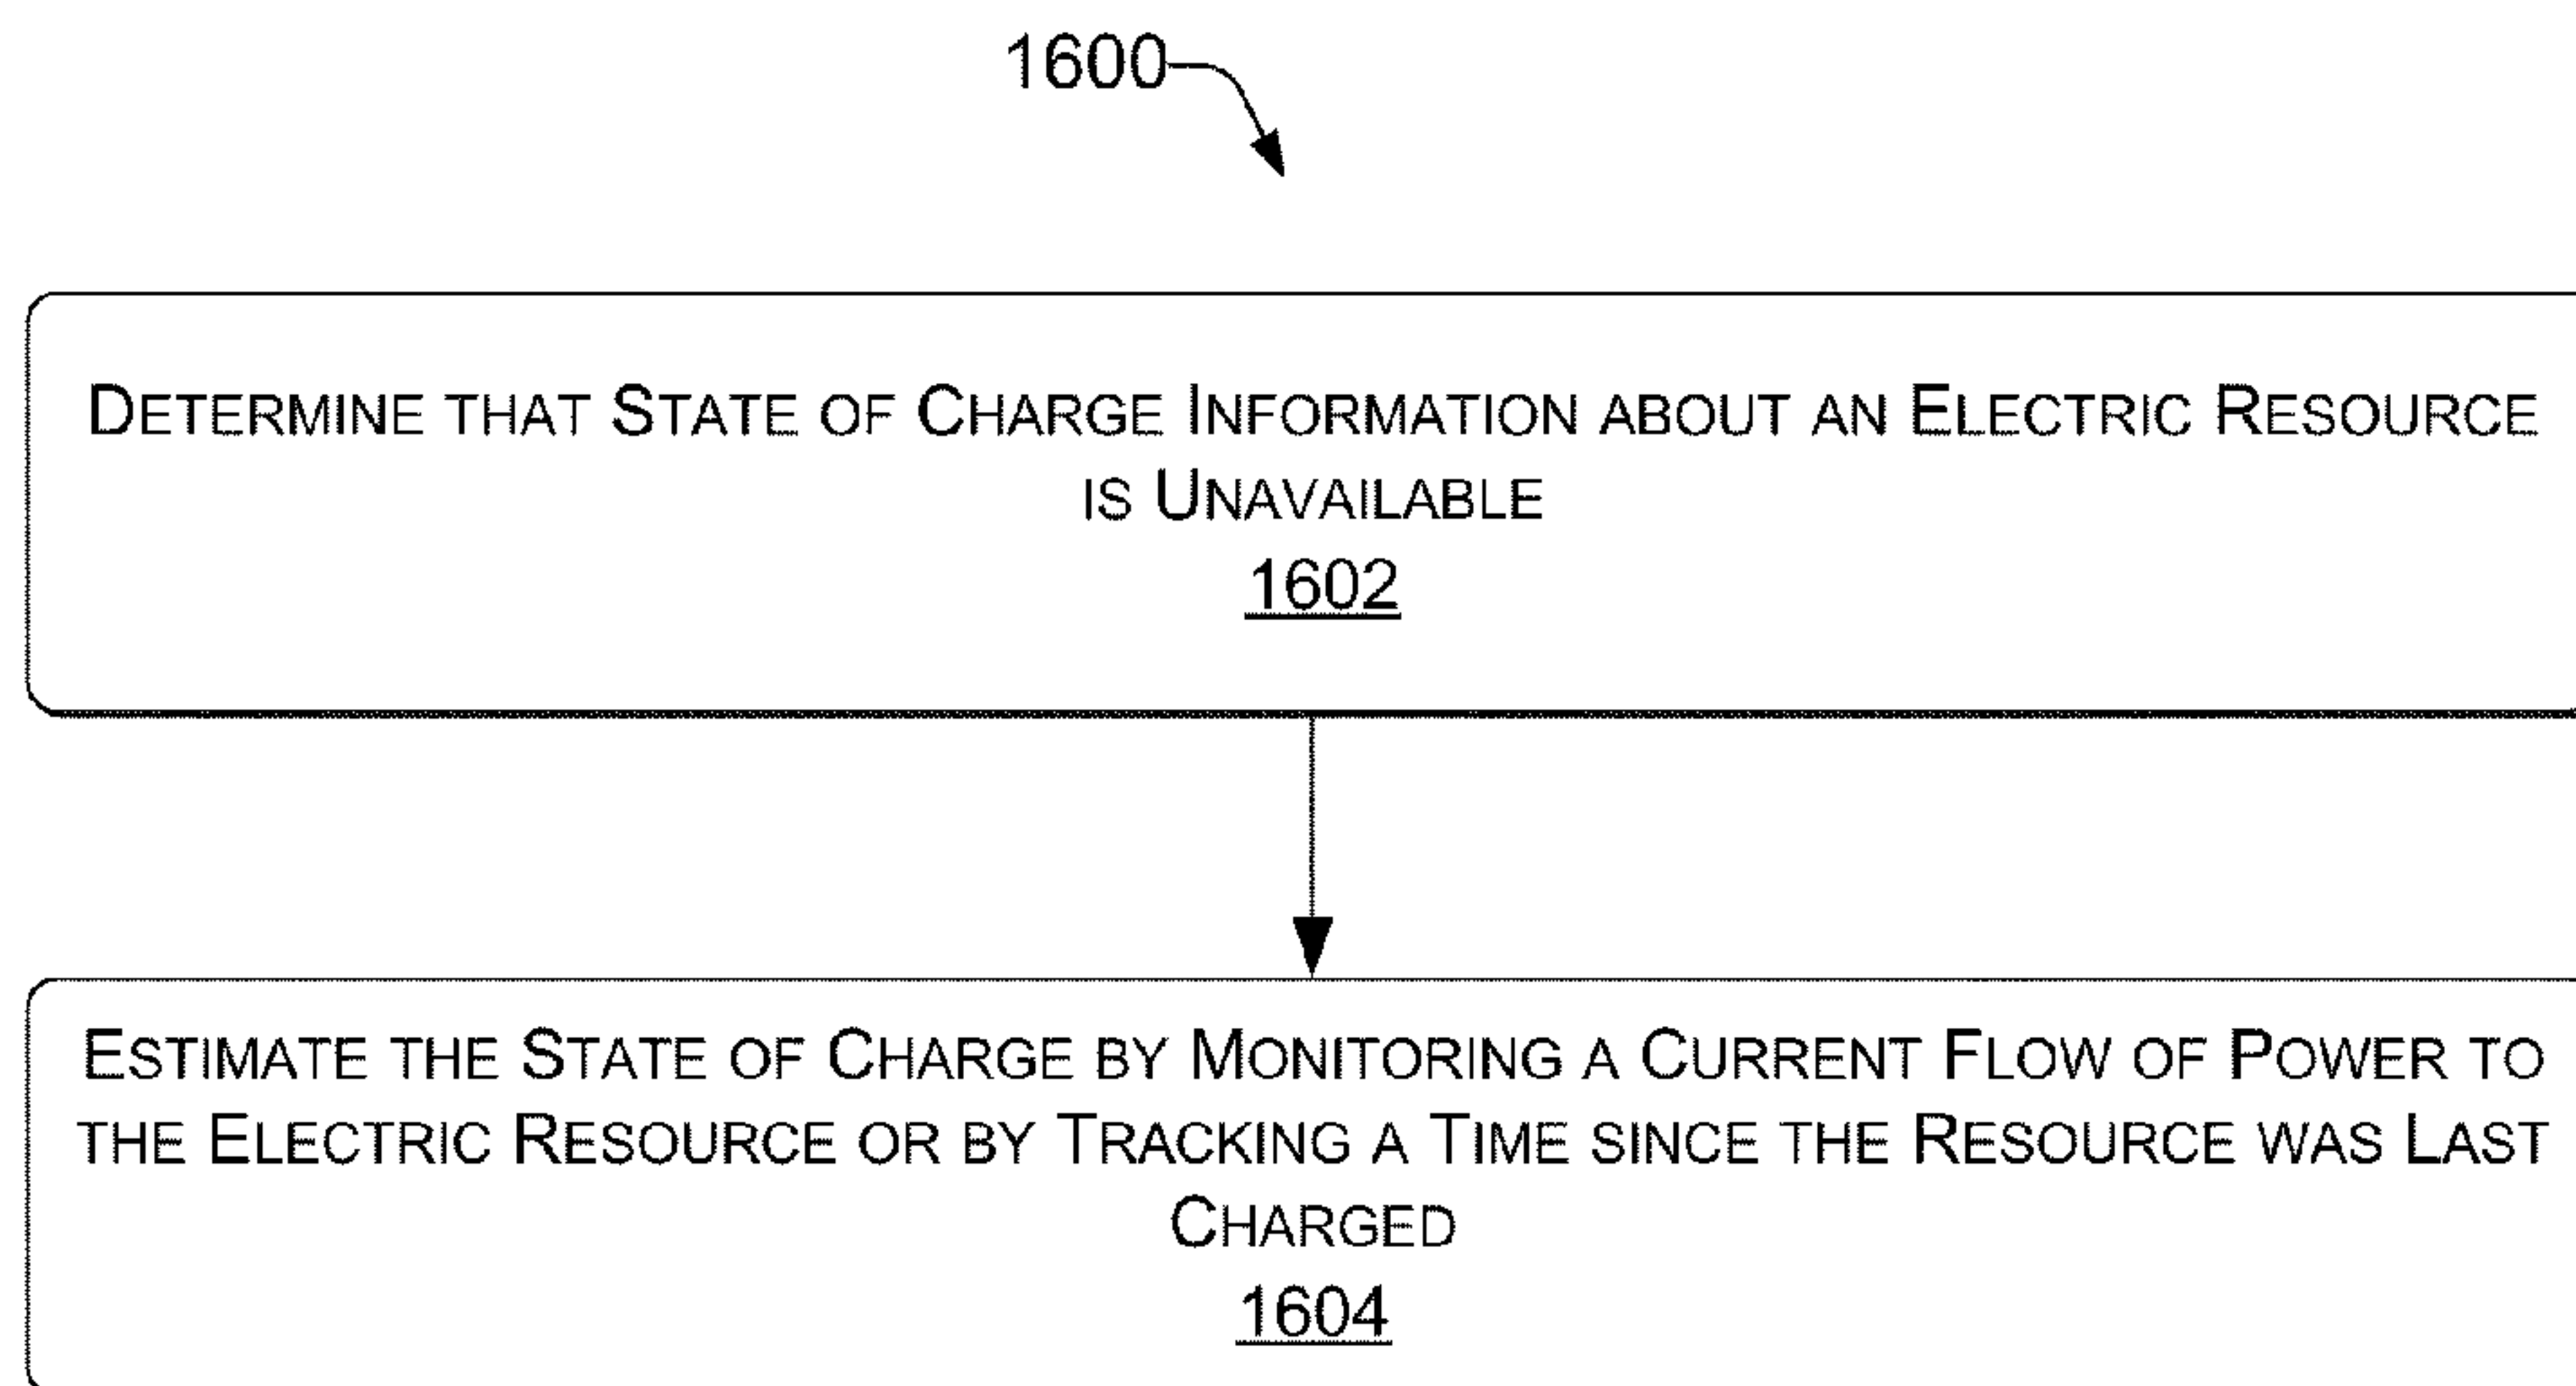 1600
Determine that State of Charge Information about an Electric Resource
is Unavailable
1602
Estimate the State of Charge by Monitoring a Current Flow of Power to
the Electric Resource or by Tracking a Time since the Resource was Last
Charged
1604